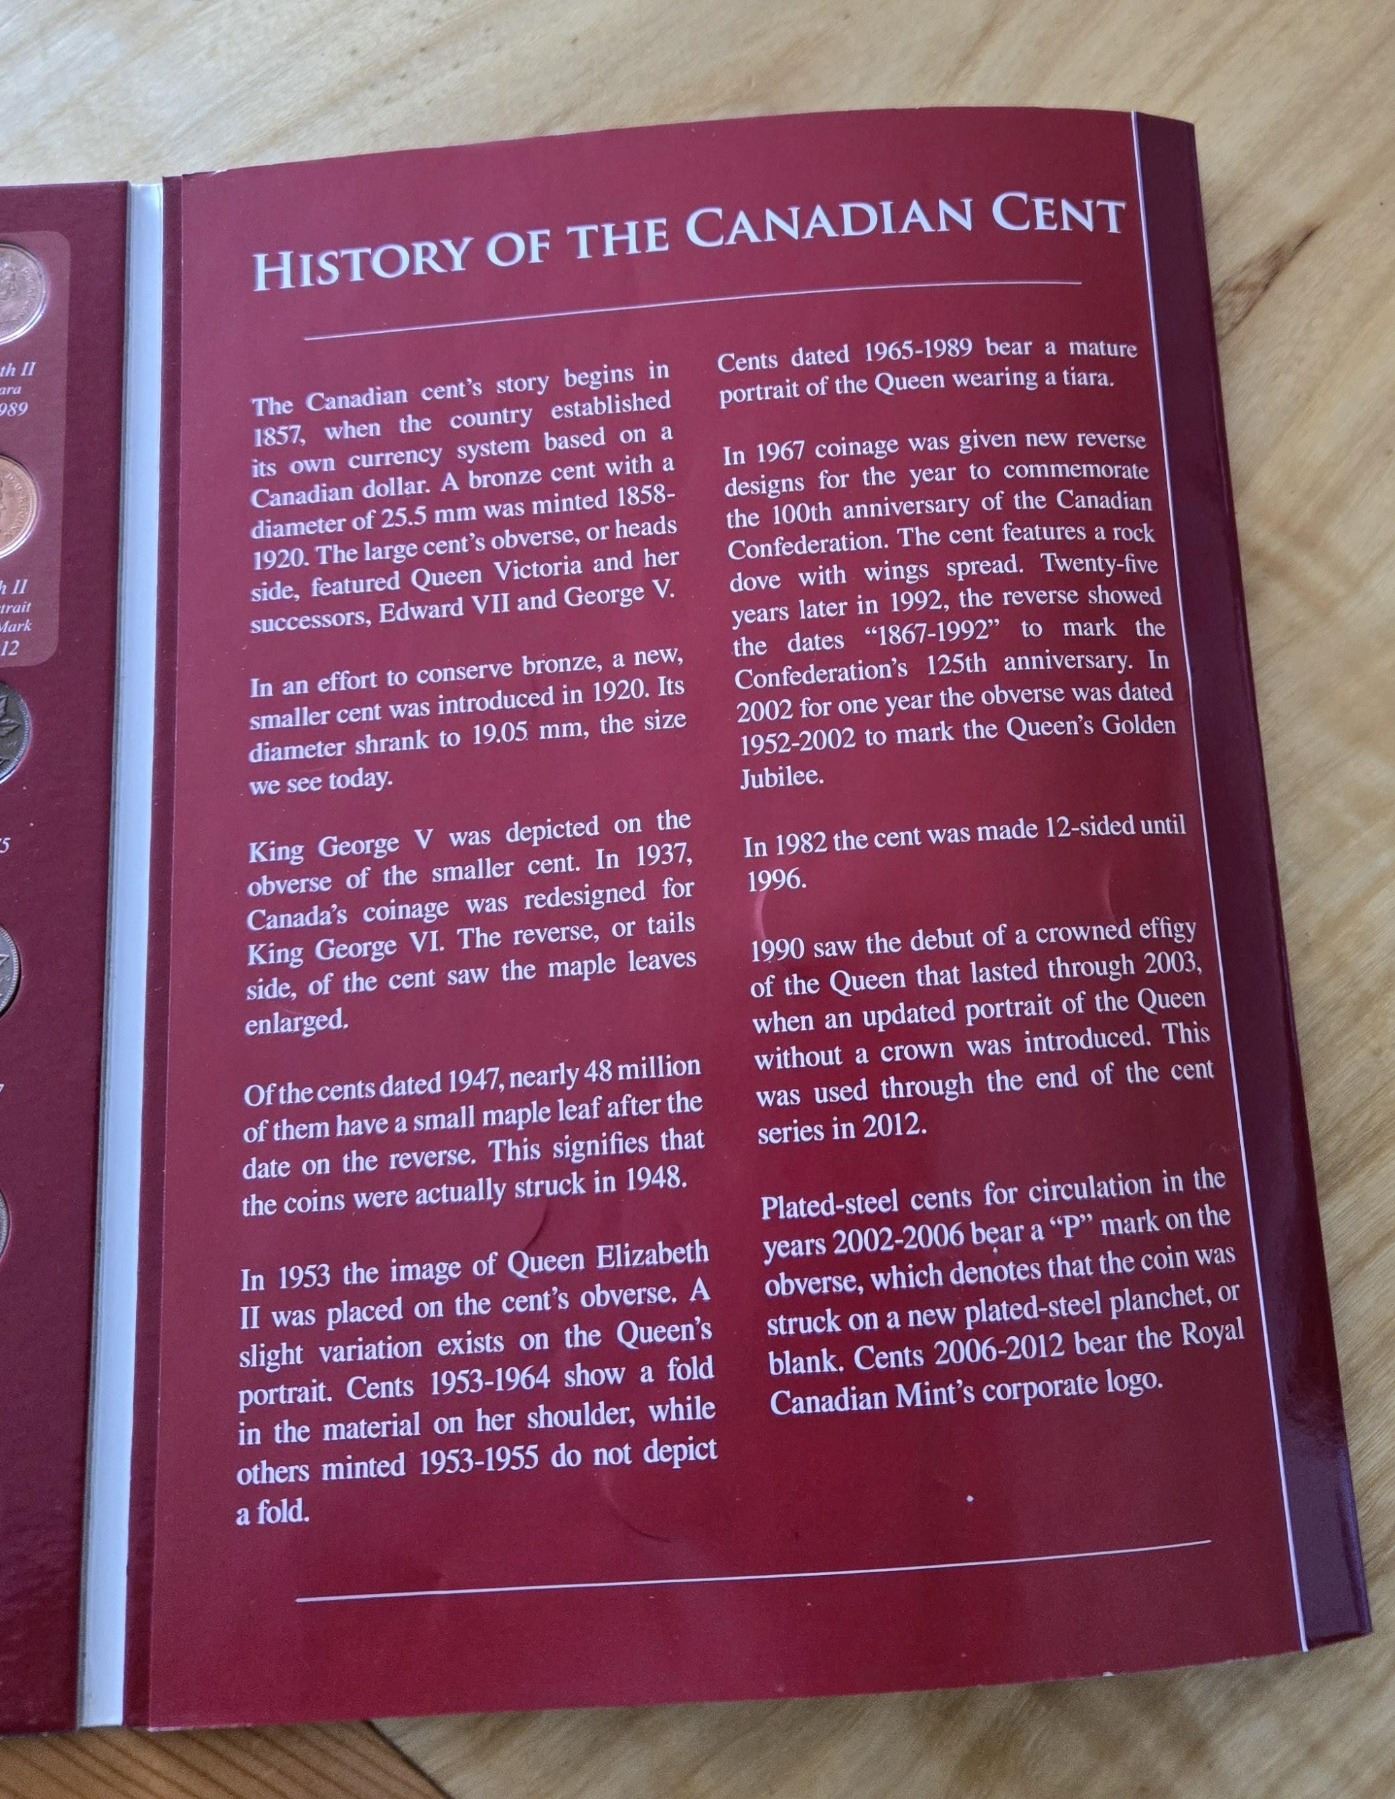 th II
ara
989
h II
trait
Mark
12
5
7
HISTORY OF THE CANADIAN CENT
The Canadian cent's story begins in
1857, when the country established
its own currency system based on a
Canadian dollar. A bronze cent with a
diameter of 25.5 mm was minted 1858-
1920. The large cent's obverse, or heads
side, featured Queen Victoria and her
successors, Edward VII and George V.
In an effort to conserve bronze, a new,
smaller cent was introduced in 1920. Its
diameter shrank to 19.05 mm, the size
we see today.
King George V was depicted on the
obverse of the smaller cent. In 1937,
Canada's coinage was redesigned for
King George VI. The reverse, or tails
side, of the cent saw the maple leaves
enlarged.
Of the cents dated 1947, nearly 48 million
of them have a small maple leaf after the
date on the reverse. This signifies that
the coins were actually struck in 1948.
In 1953 the image of Queen Elizabeth
II was placed on the cent's obverse. A
slight variation exists on the Queen's
portrait. Cents 1953-1964 show a fold
in the material on her shoulder, while
others minted 1953-1955 do not depict
a fold.
Cents dated 1965-1989 bear a mature
portrait of the Queen wearing a tiara.
In 1967 coinage was given new reverse
designs for the year to commemorate
the 100th anniversary of the Canadian
Confederation. The cent features a rock
dove with wings spread. Twenty-five
years later in 1992, the reverse showed
the dates "1867-1992" to mark the
Confederation's 125th anniversary. In
2002 for one year the obverse was dated
1952-2002 to mark the Queen's Golden
Jubilee.
In 1982 the cent was made 12-sided until
1996.
1990 saw the debut of a crowned effigy
of the Queen that lasted through 2003,
when an updated portrait of the Queen
without a crown was introduced. This
was used through the end of the cent
series in 2012.
Plated-steel cents for circulation in the
years 2002-2006 bear a "P" mark on the
obverse, which denotes that the coin was
struck on a new plated-steel planchet, or
blank. Cents 2006-2012 bear the Royal
Canadian Mint's corporate logo.